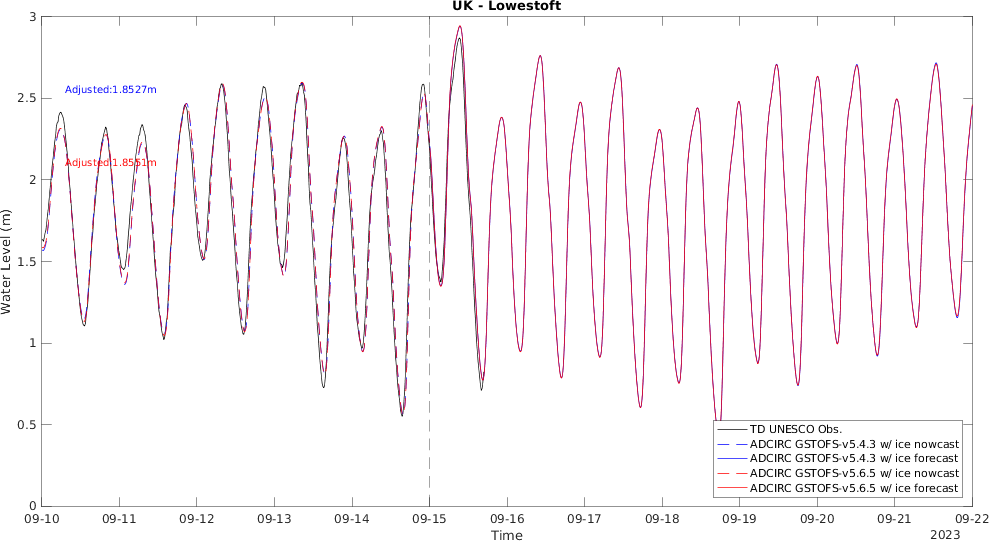 UK - Lowestoft
3
2.5
2
1.5
1
0.5
0
Water Level (m)
Adjusted:1.8527m
Adjusted:1.8551m
TD UNESCO Obs.
ADCIRC GSTOFS-v5.4.3 w/ ice nowcast
ADCIRC GSTOFS-v5.4.3 w/ ice forecast
ADCIRC GSTOFS-v5.6.5 w/ ice nowcast
ADCIRC GSTOFS-v5.6.5 w/ ice forecast
09-10 09-11 09-12 09-13 09-14 09-15 09-16 09-17 09-18 09-19 09-20 09-21 09-22
Time
2023